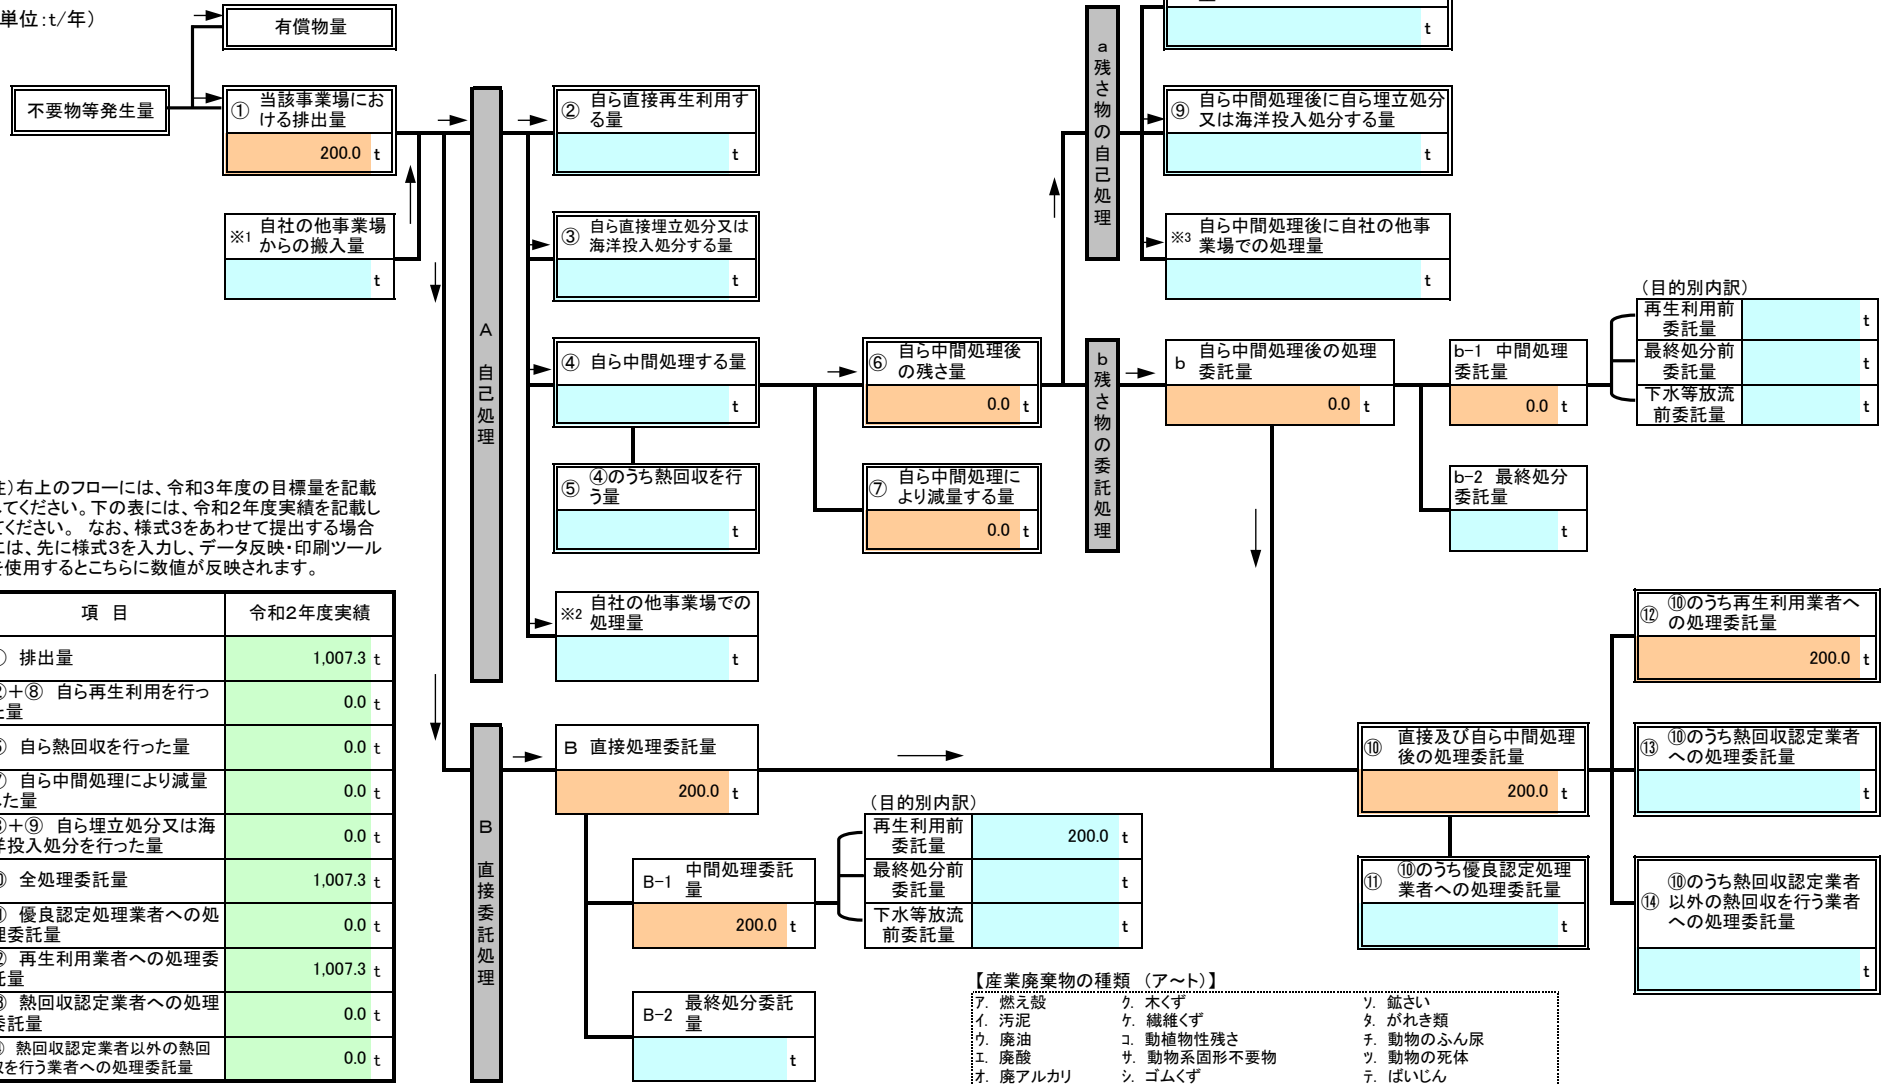 単位:t/年)
有償物量
不要物等発生量
① 当該事業場にお
ける排出量
200.0 t
※1 自社の他事業場
からの搬入量
t
A 自己処理
② 自ら直接再生利用す
る量
t
③ 自ら直接埋立処分又は
海洋投入処分する量
t
④ 自ら中間処理する量
t
⑤ ④のうち熱回収を行
う量
t
※2 自社の他事業場での
処理量
t
⑥ 自ら中間処理後
の残さ量
0.0 t
⑦ 自ら中間処理に
より減量する量
0.0 t
a 残さ物の自己処理
t
⑨ 自ら中間処理後に自ら埋立処分
又は海洋投入処分する量
t
※3 自ら中間処理後に自社の他事
業場での処理量
t
b 残さ物の委託処理
b 自ら中間処理後の処理
委託量
0.0 t
b-1 中間処理
委託量
0.0 t
b-2 最終処分
委託量
t
(目的別内訳)
再生利用前
委託量 t
最終処分前
委託量 t
下水等放流
前委託量 t
注)右上のフローには、令和3年度の目標量を記載
してください。下の表には、令和2年度実績を記載し
てください。 なお、様式3をあわせて提出する場合
には、先に様式3を入力し、データ反映・印刷ツール
を使用するとこちらに数値が反映されます。
項 目 令和2年度実績
排出量 1,007.3 t
②+⑧ 自ら再生利用を行っ
た量 0.0 t
自ら熱回収を行った量 0.0 t
自ら中間処理により減量
した量 0.0 t
③+⑨ 自ら埋立処分又は海
洋投入処分を行った量 0.0 t
全処理委託量 1,007.3 t
優良認定処理業者への処
理委託量 0.0 t
再生利用業者への処理委
託量 1,007.3 t
熱回収認定業者への処理
委託量 0.0 t
熱回収認定業者以外の熱回
収を行う業者への処理委託量 0.0 t
B 直接委託処理
B 直接処理委託量
200.0 t
B-1 中間処理委託
量
200.0 t
B-2 最終処分委託
量
t
(目的別内訳)
再生利用前
委託量 200.0 t
最終処分前
委託量 t
下水等放流
前委託量 t
⑩ 直接及び自ら中間処理
後の処理委託量
200.0 t
⑪ ⑩のうち優良認定処理
業者への処理委託量
t
⑫ ⑩のうち再生利用業者へ
の処理委託量
200.0 t
⑬ ⑩のうち熱回収認定業者
への処理委託量
t
⑭ ⑩のうち熱回収認定業者
以外の熱回収を行う業者
への処理委託量
t
【産業廃棄物の種類 (ア~ト)】
ア. 燃え殻 ク. 木くず ソ. 鉱さい
イ. 汚泥 ケ. 繊維くず タ. がれき類
ウ. 廃油 コ. 動植物性残さ チ. 動物のふん尿
エ. 廃酸 サ. 動物系固形不要物 ツ. 動物の死体
オ. 廃アルカリ シ. ゴムくず テ. ばいじん